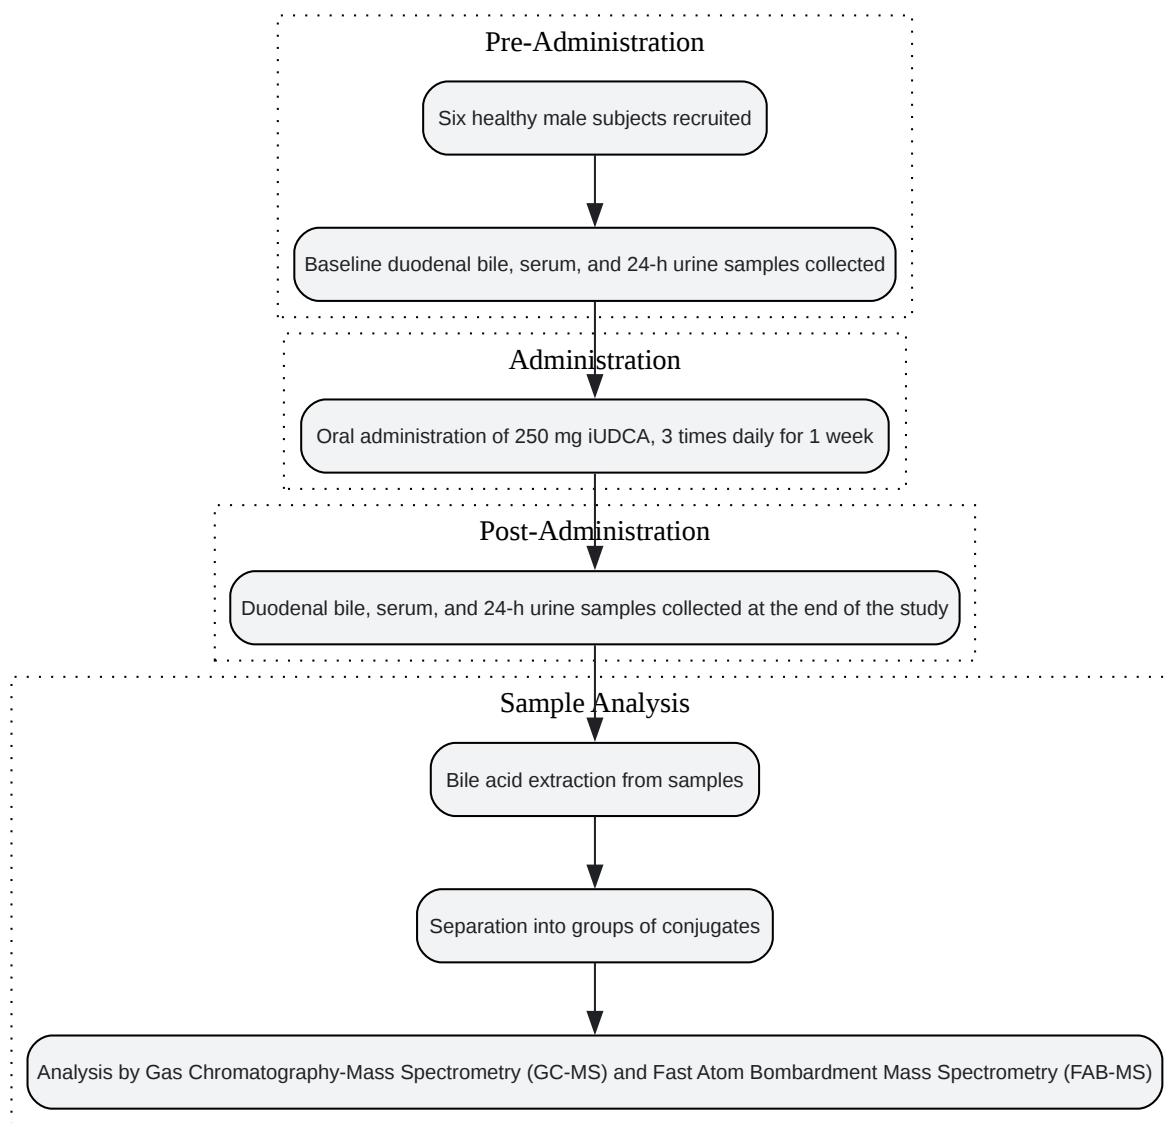 Pre-Administration
Six healthy male subjects recruited
Baseline duodenal bile, serum, and 24-h urine samples collected
Administration
Oral administration of 250 mg iUDCA, 3 times daily for 1 week
Post-Administration
Duodenal bile, serum, and 24-h urine samples collected at the end of the study
Sample Analysis
Bile acid extraction from samples
Separation into groups of conjugates
Analysis by Gas Chromatography-Mass Spectrometry (GC-MS) and Fast Atom Bombardment Mass Spectrometry (FAB-MS)